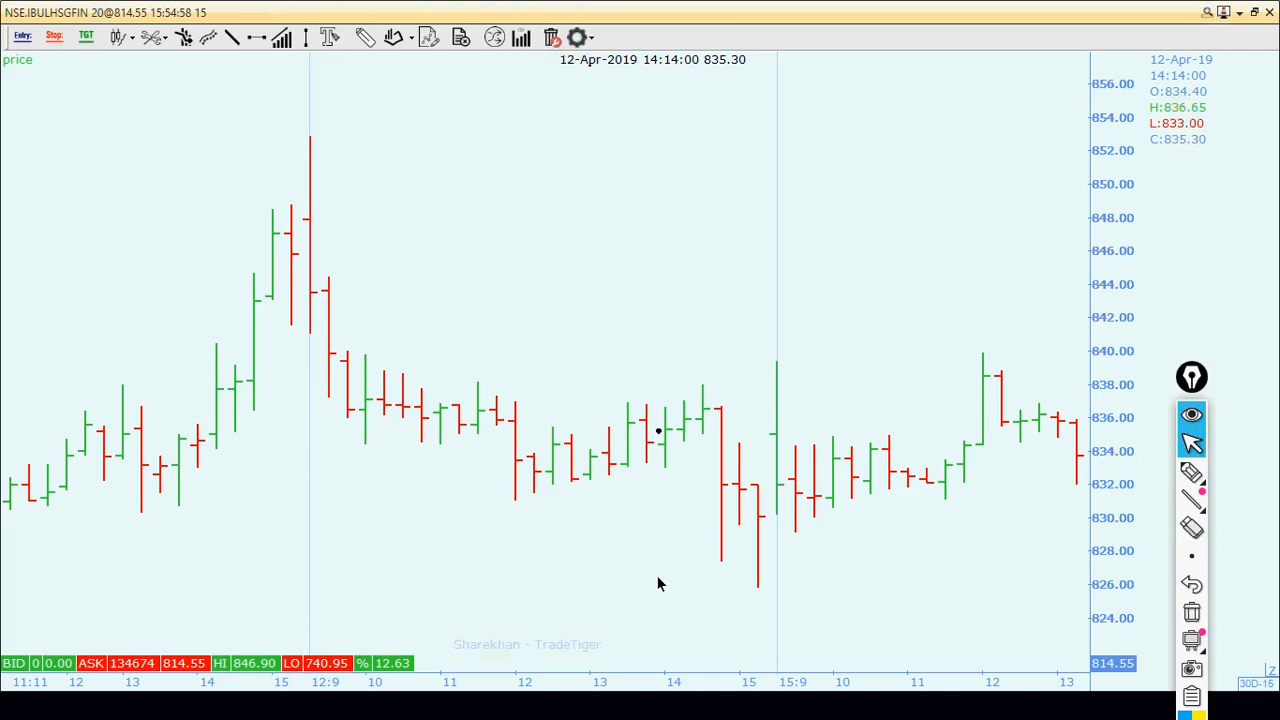 NSE.IBULHSGFIN 20@814.55 15:54:58 15
Entry: Stop: TGT
price
12-Apr-2019 14:14:00 835.30
12-Apr-19
14:14:00
O:834.40
H:836.65
L:833.00
C:835.30
856.00
854.00
852.00
850.00
848.00
846.00
844.00
842.00
840.00
838.00
836.00
834.00
832.00
830.00
828.00
826.00
824.00
814.55
Sharekhan - TradeTiger
BID 0 0.00 ASK 134674 814.55 HI 846.90 LO 740.95 % 12.63
11:11 12 13 14 15 12:9 10 11 12 13 14 15 15:9 10 11 12 13
Z
30D-15